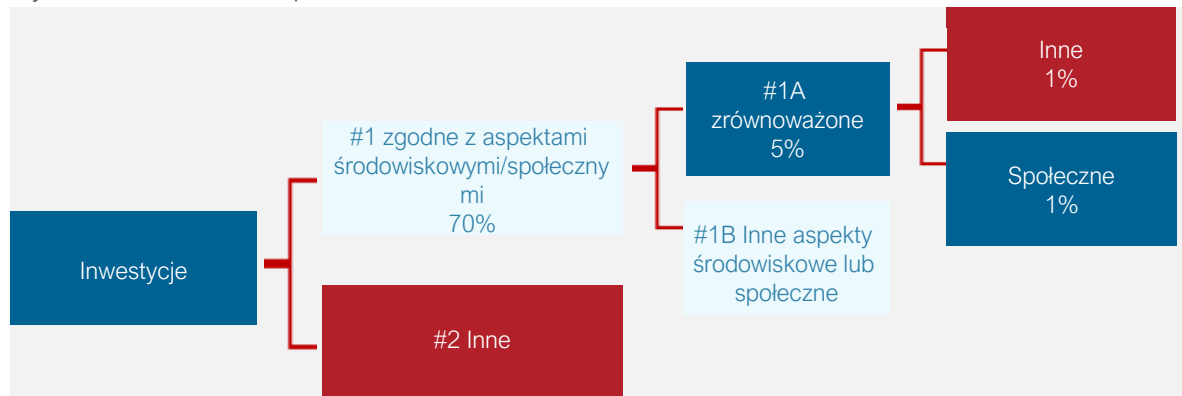 Inwestycje
#1 zgodne z aspektami
środowiskowymi/społeczny
mi
70%
#2 Inne
#1A
zrównoważone
5%
#1B Inne aspekty
środowiskowe lub
społeczne
Inne
1%
Społeczne
1%